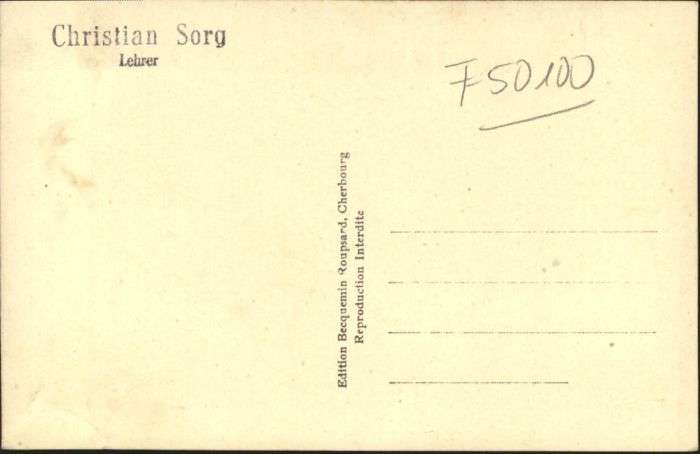 Christian Sorg
Lehrer
F 50100
Edition Becquemin Roupsard, Cherbourg
Reproduction Interdite